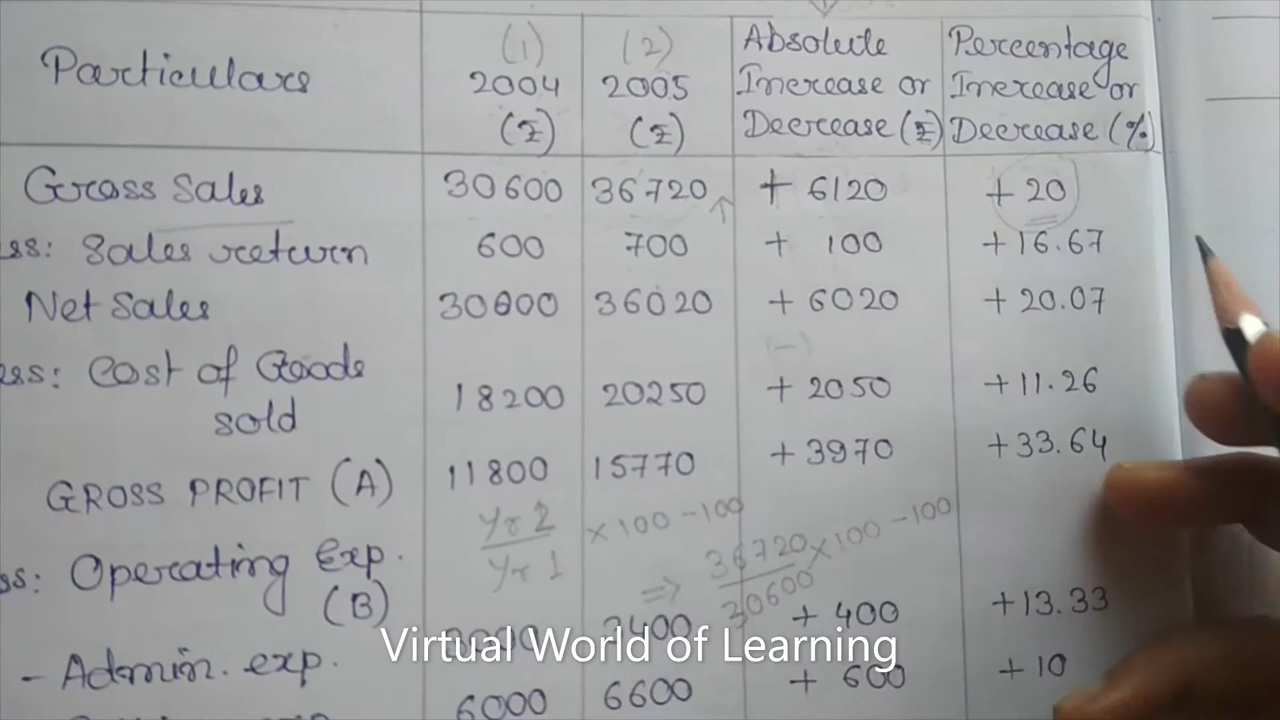 (1) (2) Absolute Percentage
Particulars 2004 2005 Increase or Increase or
(₹) (₹) Decrease (₹) Decrease (%)
Gross Sales 30600 36720 + 6120 + 20
ss: Sales return 600 700 + 100 + 16.67
Net Sales 30000 36020 + 6020 + 20.07
(-)
ess: Cost of Goods
sold 18200 20250 + 2050 + 11.26
GROSS PROFIT (A) 11800 15770 + 3970 + 33.64
Yr 2 / Yr 1 × 100 - 100
⇒ 36720 / 30600 × 100 - 100
ss: Operating Exp.
(B)
- Admin. exp. 3400 + 400 + 13.33
6000 6600 + 600 + 10
Virtual World of Learning